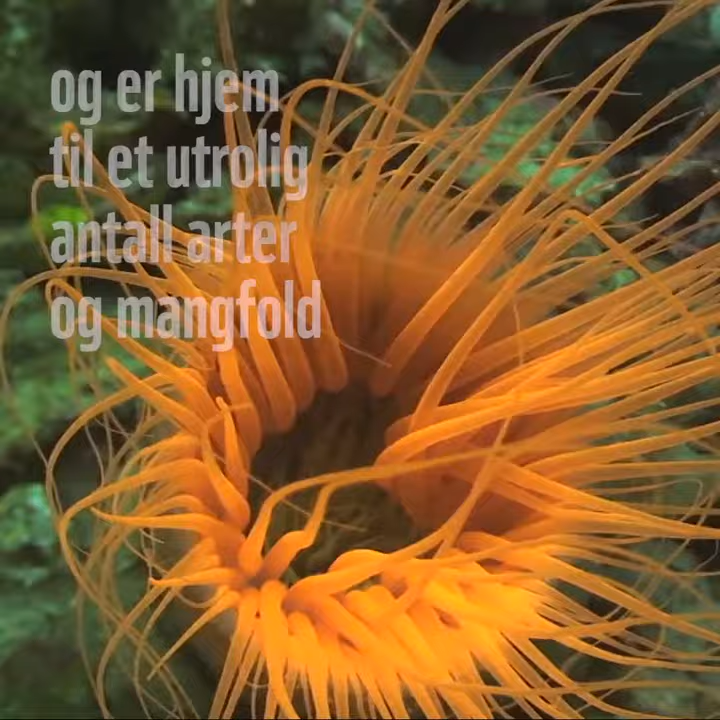 og er hjem
til et utrolig
antall arter
og mangfold